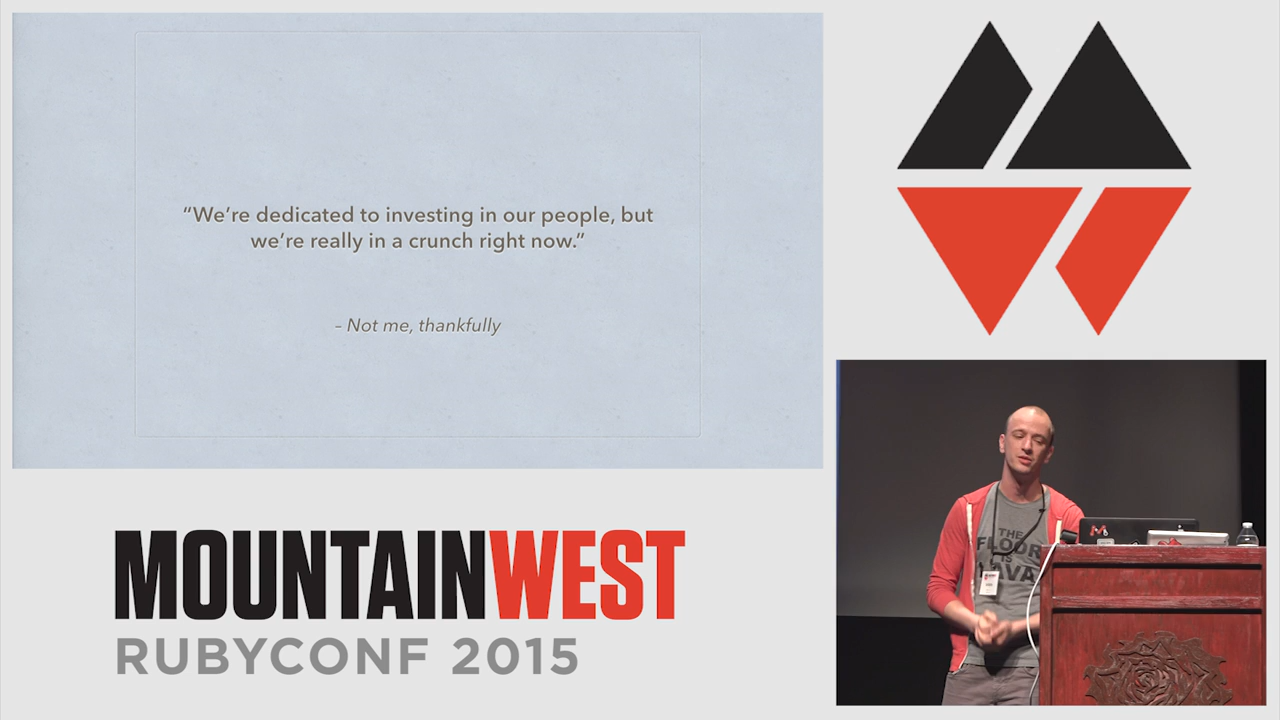 “We’re dedicated to investing in our people, but
we’re really in a crunch right now.”
– Not me, thankfully
MOUNTAINWEST
RUBYCONF 2015
THE
FLOOR
IS
LAVA